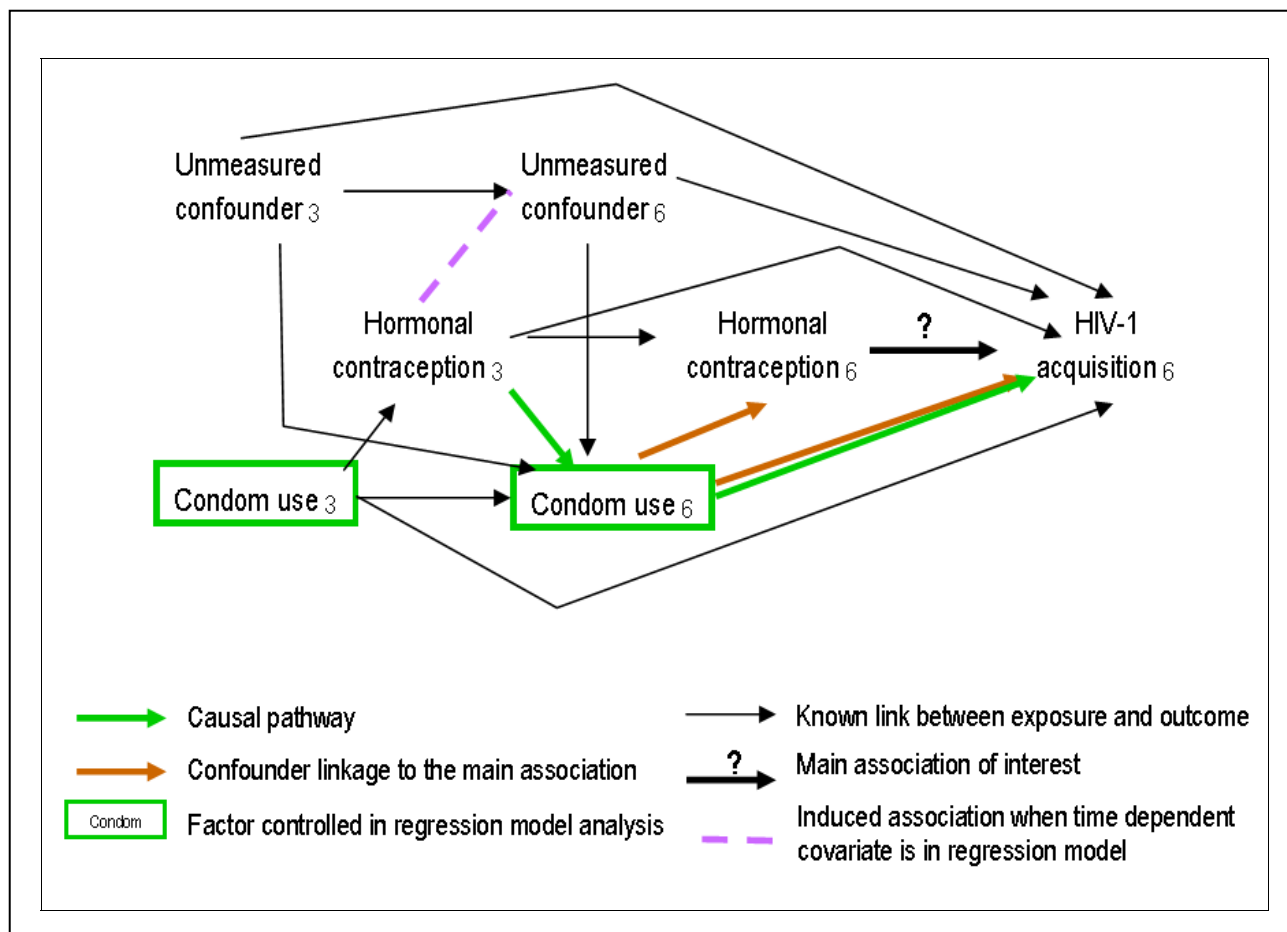 Unmeasured
confounder 3
Unmeasured
confounder 6
Hormonal
contraception 3
Hormonal
contraception 6
?
HIV-1
acquisition 6
Condom use 3
Condom use 6
Causal pathway
Confounder linkage to the main association
Condom
Factor controlled in regression model analysis
Known link between exposure and outcome
?
Main association of interest
Induced association when time dependent
covariate is in regression model